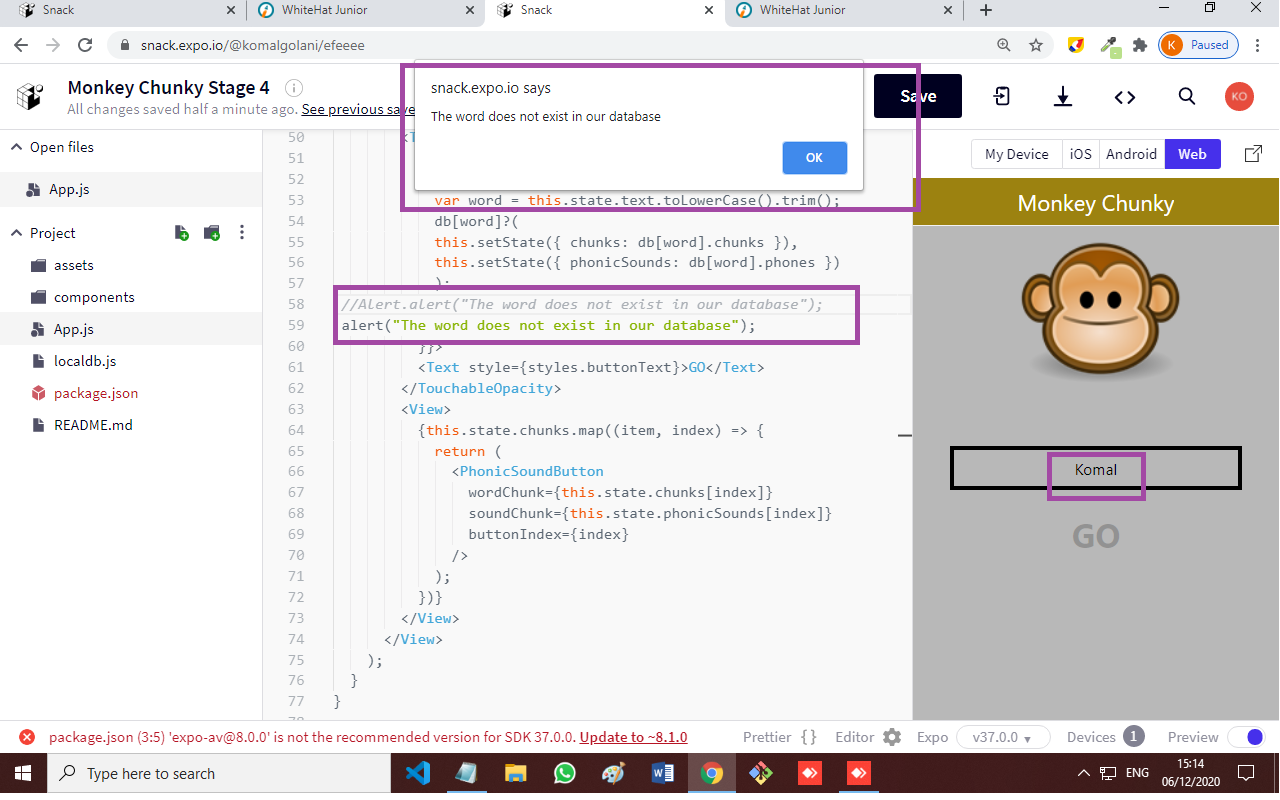 Snack
WhiteHat Junior
Snack
WhiteHat Junior
snack.expo.io/@komalgolani/efeeee
K Paused
Monkey Chunky Stage 4
All changes saved half a minute ago. See previous save
snack.expo.io says
The word does not exist in our database
OK
Save
KO
Open files
App.js
Project
assets
components
App.js
localdb.js
package.json
README.md
50 <T
51
52
53 var word = this.state.text.toLowerCase().trim();
54 db[word]?(
55 this.setState({ chunks: db[word].chunks }),
56 this.setState({ phonicSounds: db[word].phones })
57 );
58 //Alert.alert("The word does not exist in our database");
59 alert("The word does not exist in our database");
60 }}>
61 <Text style={styles.buttonText}>GO</Text>
62 </TouchableOpacity>
63 <View>
64 {this.state.chunks.map((item, index) => {
65 return (
66 <PhonicSoundButton
67 wordChunk={this.state.chunks[index]}
68 soundChunk={this.state.phonicSounds[index]}
69 buttonIndex={index}
70 />
71 );
72 })}
73 </View>
74 </View>
75 );
76 }
77 }
My Device iOS Android Web
Monkey Chunky
Komal
GO
package.json (3:5) 'expo-av@8.0.0' is not the recommended version for SDK 37.0.0. Update to ~8.1.0
Prettier {} Editor Expo v37.0.0 Devices 1 Preview
Type here to search
ENG
15:14
06/12/2020